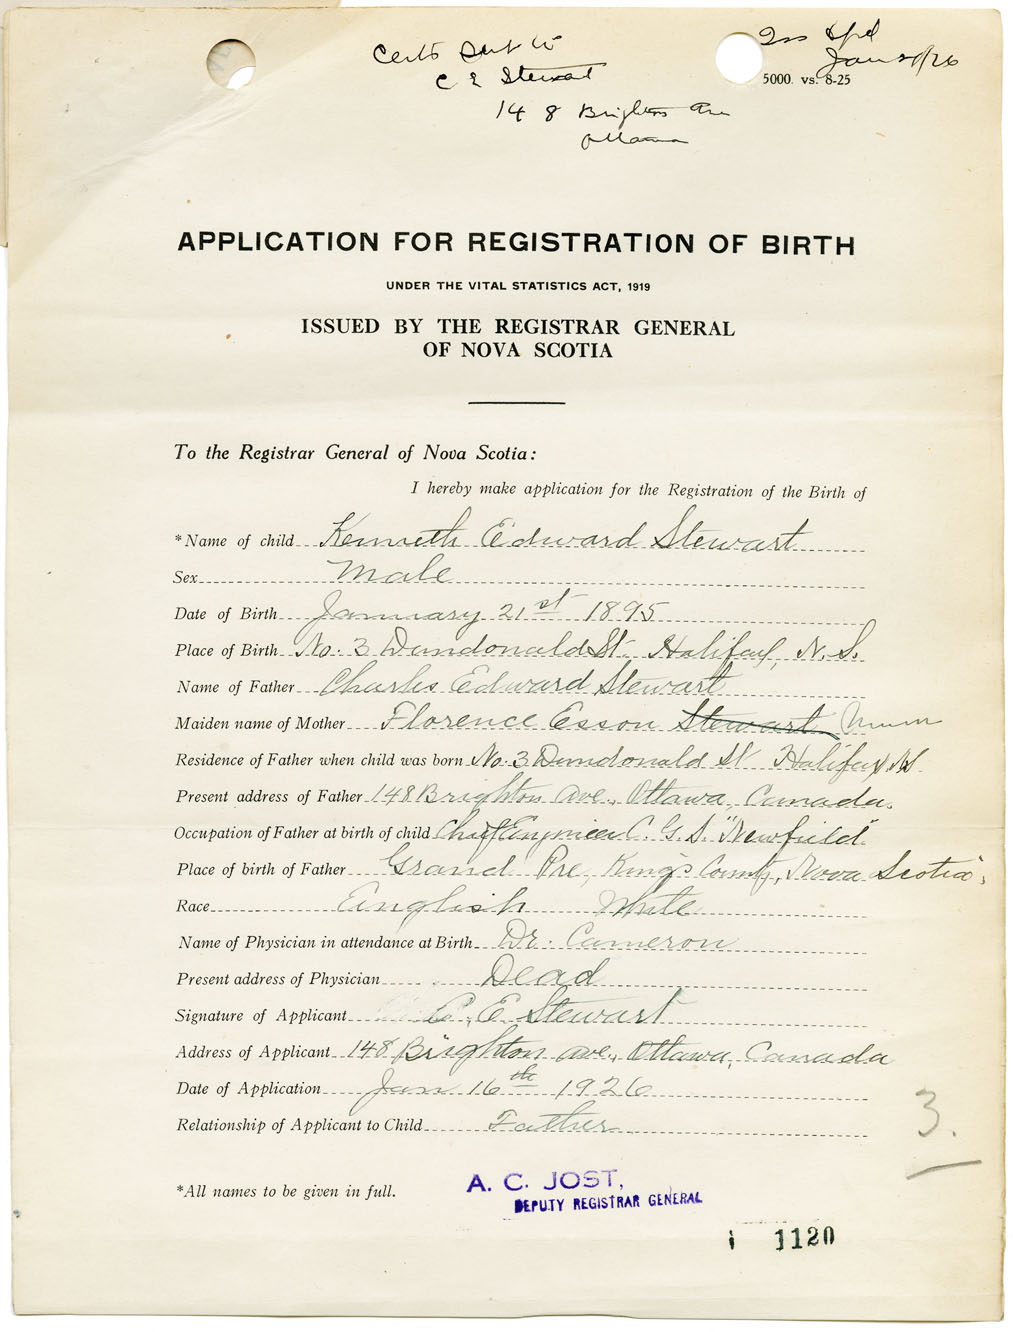 Certs Sent to
C E Stewart
148 Brighton Ave
Ottawa
Jan 21/26
5000. vs. 8-25
APPLICATION FOR REGISTRATION OF BIRTH
UNDER THE VITAL STATISTICS ACT, 1919
ISSUED BY THE REGISTRAR GENERAL
OF NOVA SCOTIA
To the Registrar General of Nova Scotia:
I hereby make application for the Registration of the Birth of
*Name of child Kenneth Edward Stewart
Sex Male
Date of Birth January 21st 1895
Place of Birth No. 3 Dundonald St. Halifax, N. S.
Name of Father Charles Edward Stewart
Maiden name of Mother Florence Esson Stewart
Residence of Father when child was born No. 3 Dundonald St Halifax N.S.
Present address of Father 148 Brighton Ave., Ottawa, Canada.
Occupation of Father at birth of child Chief Engineer C. G. S. "Newfield"
Place of birth of Father Grand Pre, King's County, Nova Scotia,
Race English White
Name of Physician in attendance at Birth Dr. Cameron
Present address of Physician Dead
Signature of Applicant C. E. Stewart
Address of Applicant 148 Brighton Ave., Ottawa, Canada
Date of Application Jan 16th 1926
Relationship of Applicant to Child Father
3.
*All names to be given in full.
A. C. JOST,
DEPUTY REGISTRAR GENERAL
1120